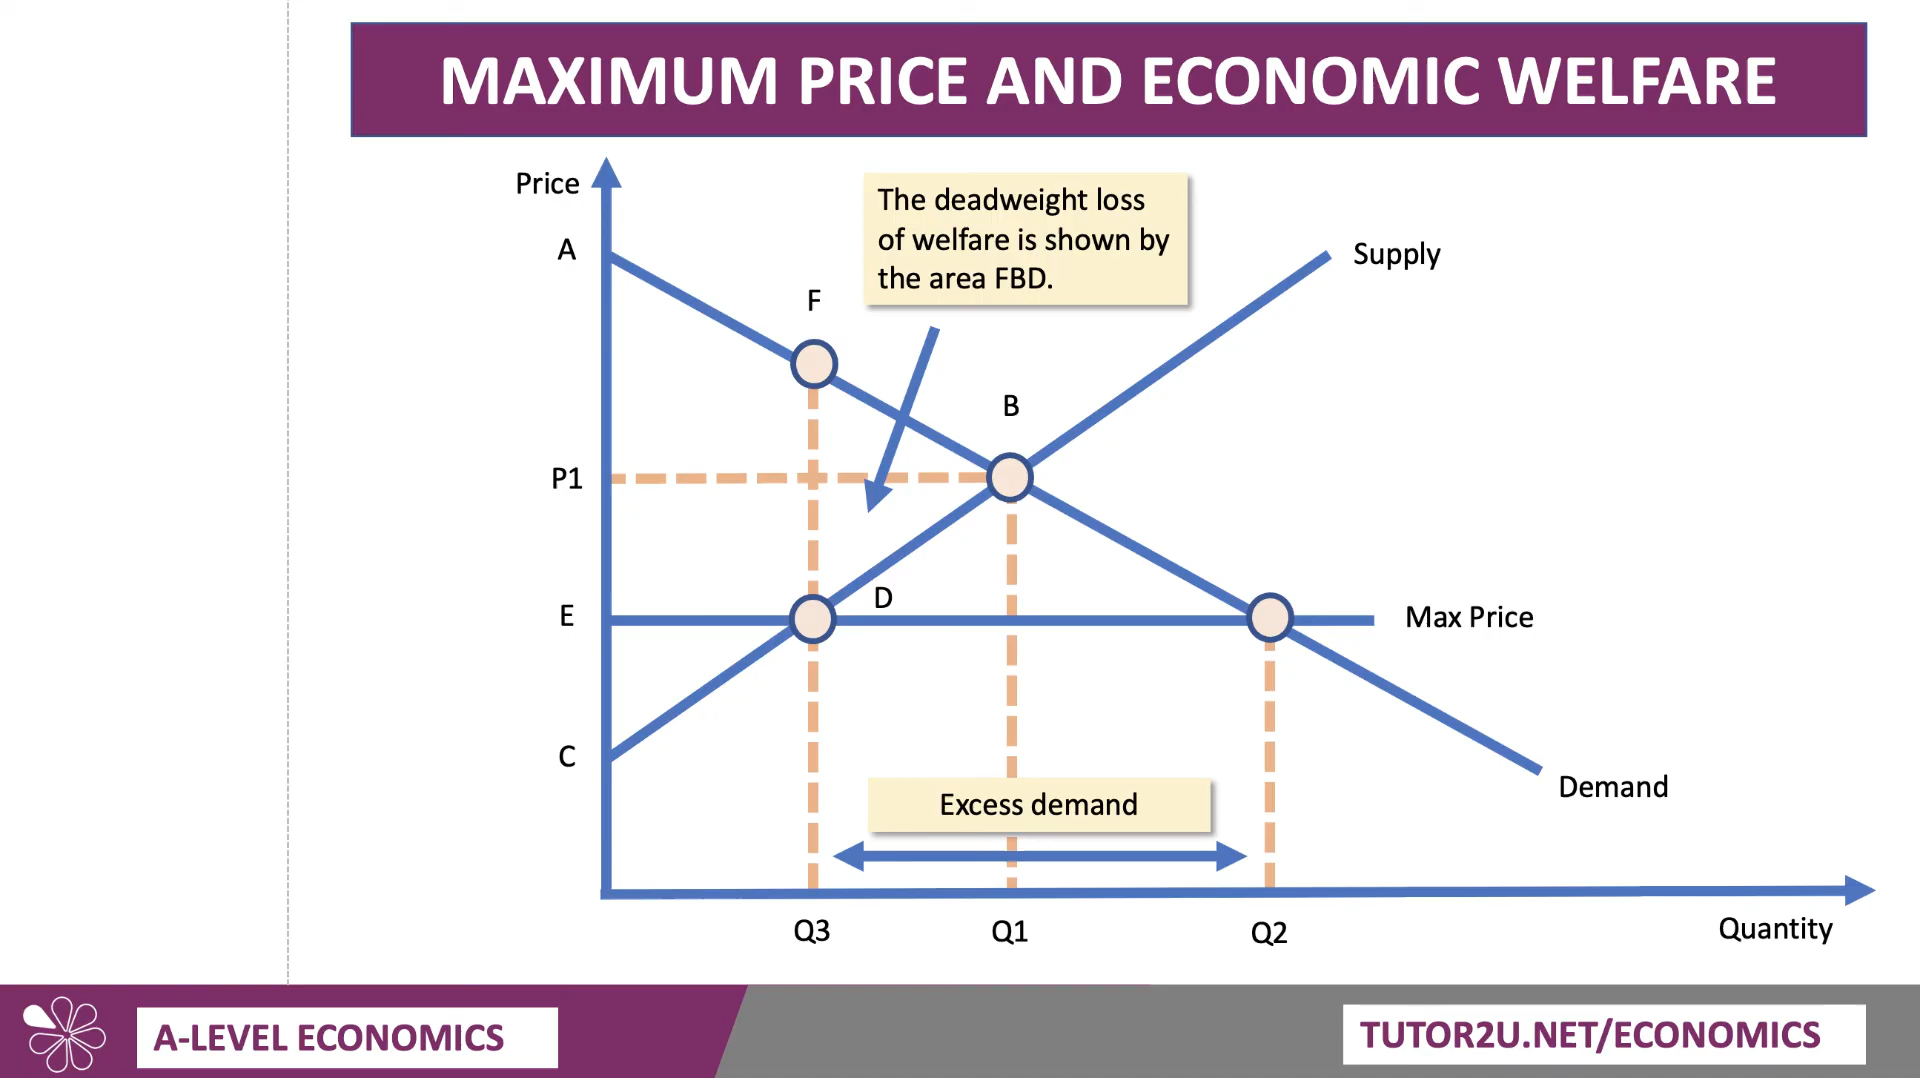 MAXIMUM PRICE AND ECONOMIC WELFARE
Price
A
F
The deadweight loss
of welfare is shown by
the area FBD.
Supply
B
P1
D
E
Max Price
C
Excess demand
Demand
Q3
Q1
Q2
Quantity
A-LEVEL ECONOMICS
TUTOR2U.NET/ECONOMICS